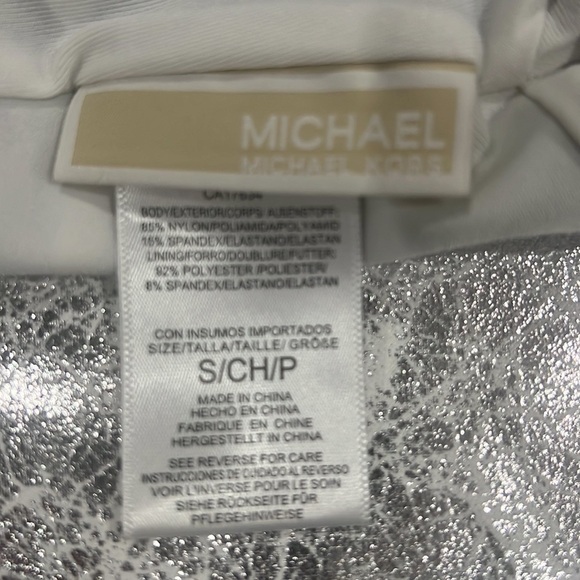 MICHAEL
MICHAEL KORS
BODY/EXTERIOR/CORPS/ AUßENSTOFF:
85% NYLON/POLIAMIDA/POLYAMID
15% SPANDEX/ELASTANO/ELASTAN
LINING/FORRO/DOUBLURE/FUTTER:
92% POLYESTER /POLIESTER/
8% SPANDEX/ELASTANO/ELASTAN
CON INSUMOS IMPORTADOS
SIZE/TALLA/TAILLE/ GRÖßE
S/CH/P
MADE IN CHINA
HECHO EN CHINA
FABRIQUE EN CHINE
HERGESTELLT IN CHINA
SEE REVERSE FOR CARE
INSTRUCCIONES DE CUIDADO AL REVERSO
VOIR L'INVERSE POUR LE SOIN
SIEHE RÜCKSEITE FÜR
PFLEGEHINWEISE